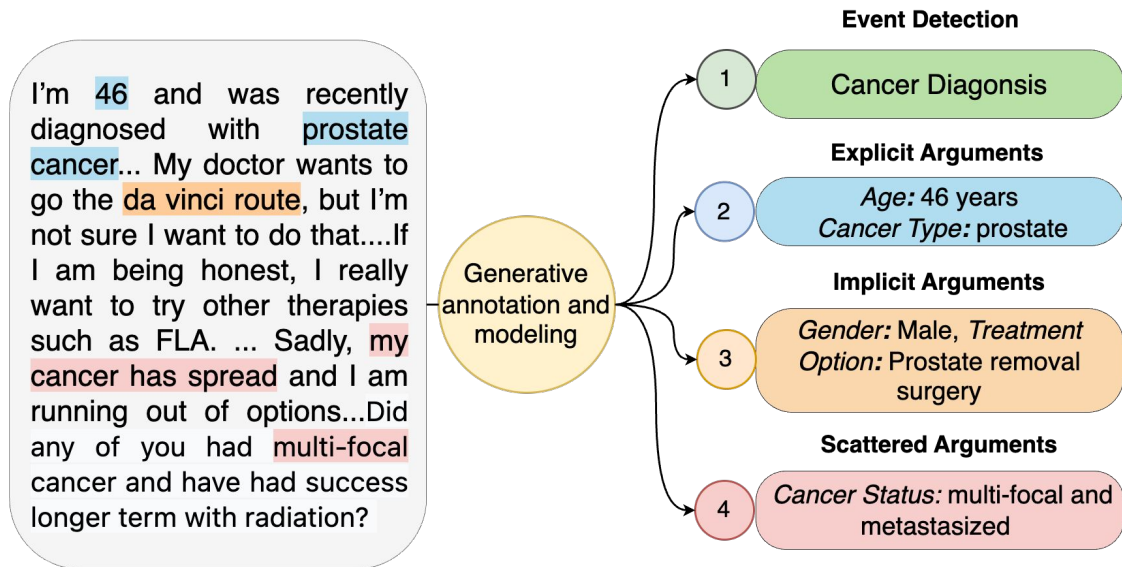 I'm 46 and was recently
diagnosed with prostate
cancer... My doctor wants to
go the da vinci route, but I'm
not sure I want to do that....If
I am being honest, I really
want to try other therapies
such as FLA. ... Sadly, my
cancer has spread and I am
running out of options...Did
any of you had multi-focal
cancer and have had success
longer term with radiation?
Generative
annotation and
modeling
Event Detection
1
Cancer Diagonsis
Explicit Arguments
2
Age: 46 years
Cancer Type: prostate
Implicit Arguments
3
Gender: Male, Treatment
Option: Prostate removal
surgery
Scattered Arguments
4
Cancer Status: multi-focal and
metastasized